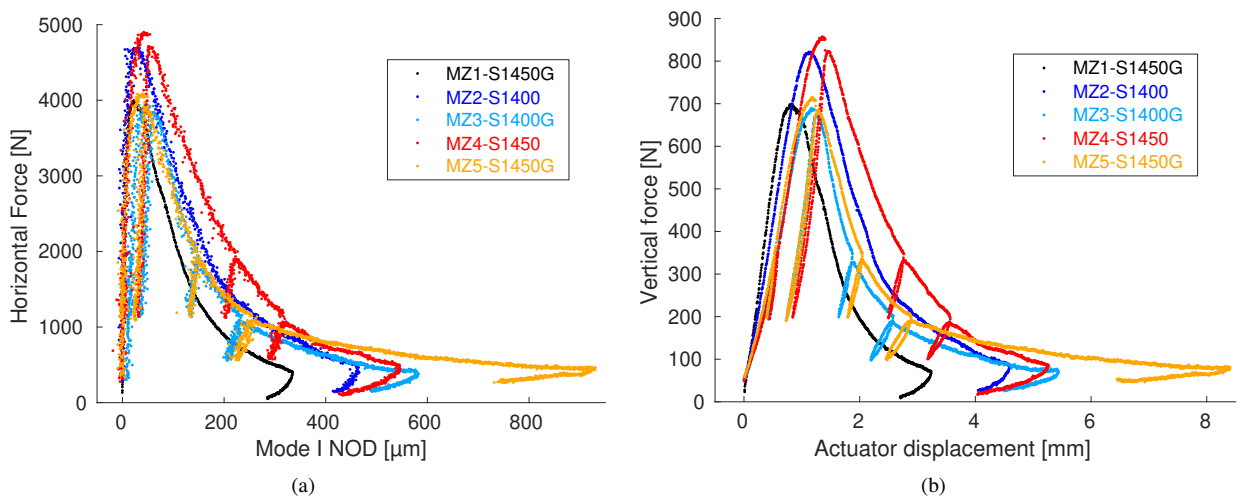 5000
4000
3000
2000
1000
0
Horizontal Force [N]
0 200 400 600 800
Mode I NOD [µm]
MZ1-S1450G
MZ2-S1400
MZ3-S1400G
MZ4-S1450
MZ5-S1450G
(a)
900
800
700
600
500
400
300
200
100
0
Vertical force [N]
0 2 4 6 8
Actuator displacement [mm]
MZ1-S1450G
MZ2-S1400
MZ3-S1400G
MZ4-S1450
MZ5-S1450G
(b)